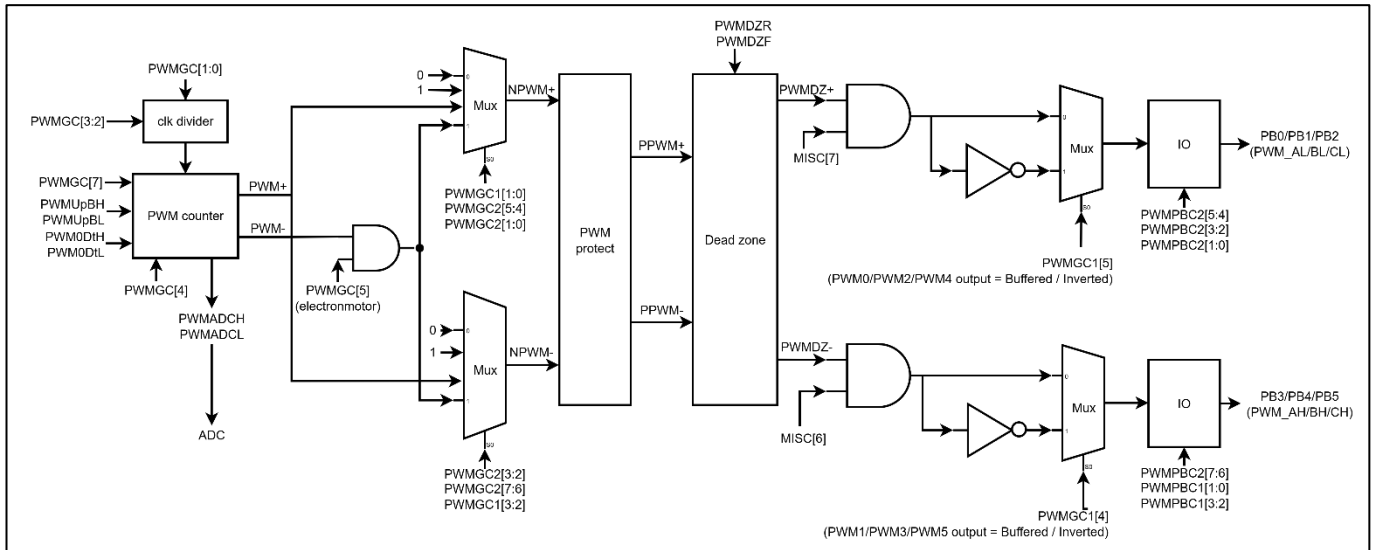 PWMGC[1:0]
clk divider
PWMGC[3:2]
PWMGC[7]
PWMUpBH
PWMUpBL
PWM0DtH
PWM0DtL
PWM counter
PWMGC[4]
PWMADCH
PWMADCL
ADC
PWM+
PWM-
PWMGC[5]
(electronmotor)
0
1
0
1
Mux
S0
NPWM+
PWMGC1[1:0]
PWMGC2[5:4]
PWMGC2[1:0]
0
1
0
1
Mux
S0
NPWM-
PWMGC2[3:2]
PWMGC2[7:6]
PWMGC1[3:2]
PWM
protect
PPWM+
PPWM-
PWMDZR
PWMDZF
Dead zone
PWMDZ+
MISC[7]
0
1
Mux
S0
PWMGC1[5]
(PWM0/PWM2/PWM4 output = Buffered / Inverted)
IO
PWMPBC2[5:4]
PWMPBC2[3:2]
PWMPBC2[1:0]
PB0/PB1/PB2
(PWM_AL/BL/CL)
PWMDZ-
MISC[6]
0
1
Mux
S0
PWMGC1[4]
(PWM1/PWM3/PWM5 output = Buffered / Inverted)
IO
PWMPBC2[7:6]
PWMPBC1[1:0]
PWMPBC1[3:2]
PB3/PB4/PB5
(PWM_AH/BH/CH)